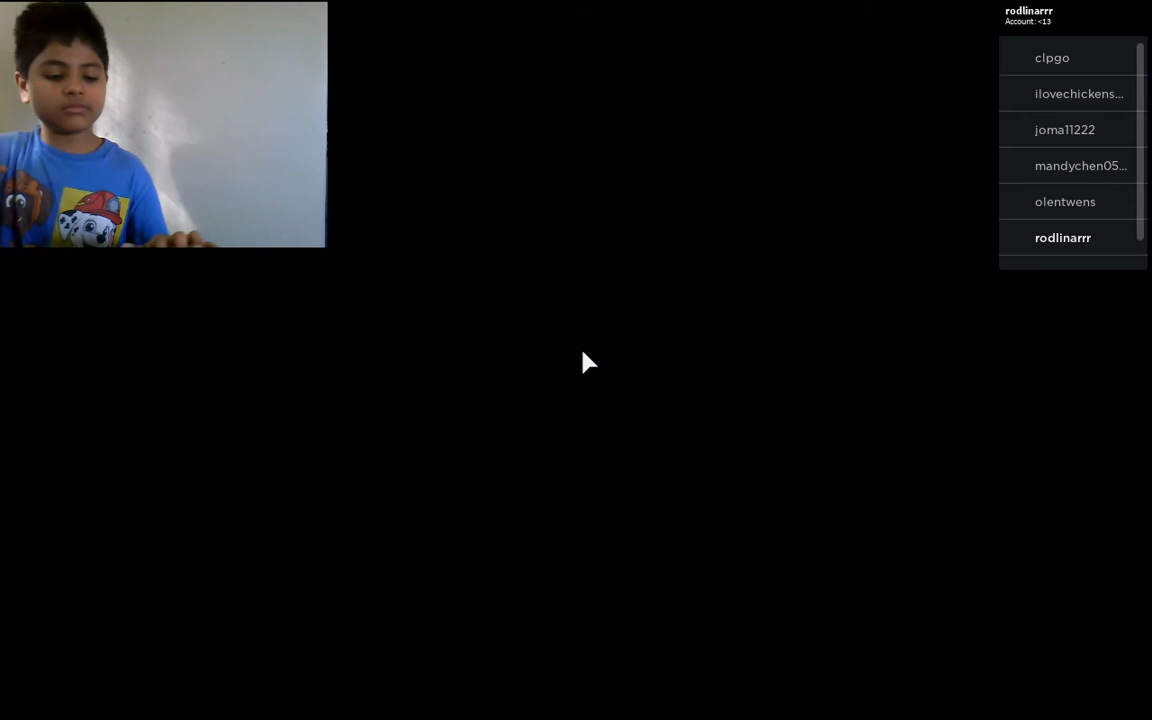 rodlinarrr
Account: <13
clpgo
ilovechickens...
joma11222
mandychen05...
olentwens
rodlinarrr